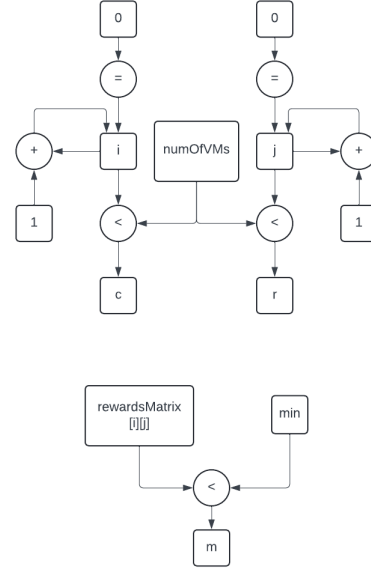 0
0
=
=
+
i
numOfVMs
j
+
1
<
<
1
c
r
rewardsMatrix
[i][j]
min
<
m